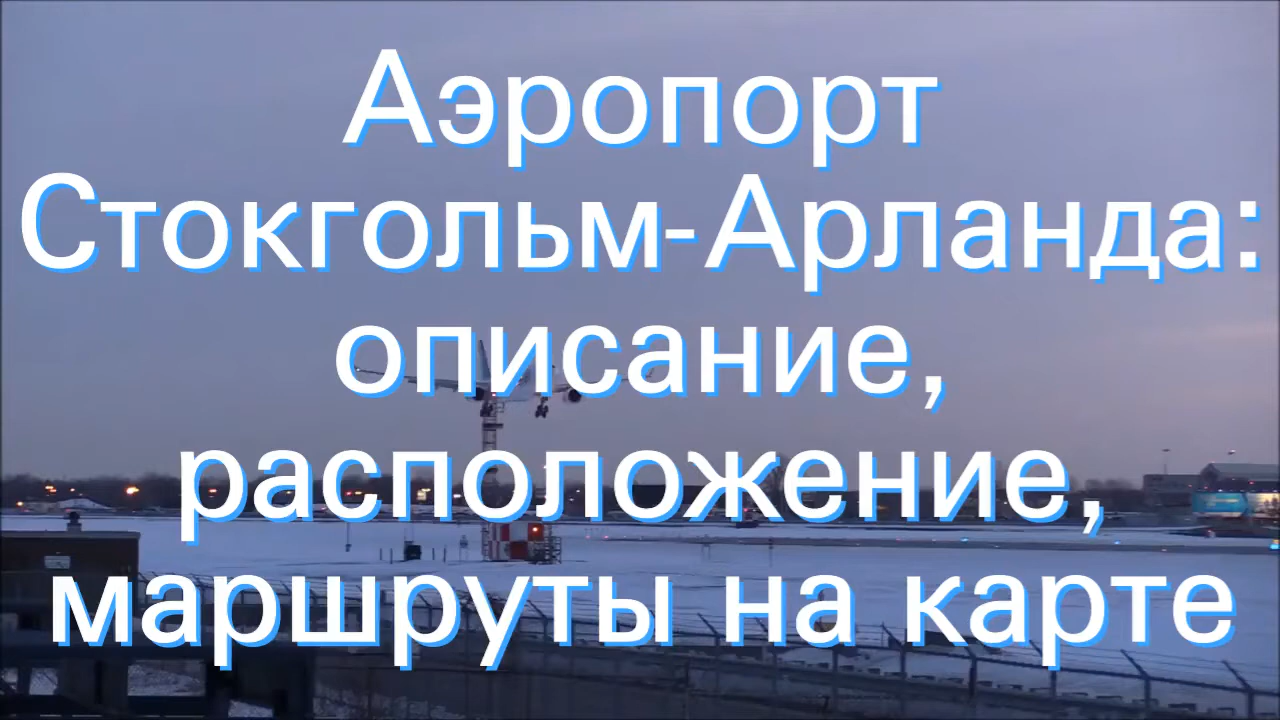 Аэропорт
Стокгольм-Арланда:
описание,
расположение,
маршруты на карте